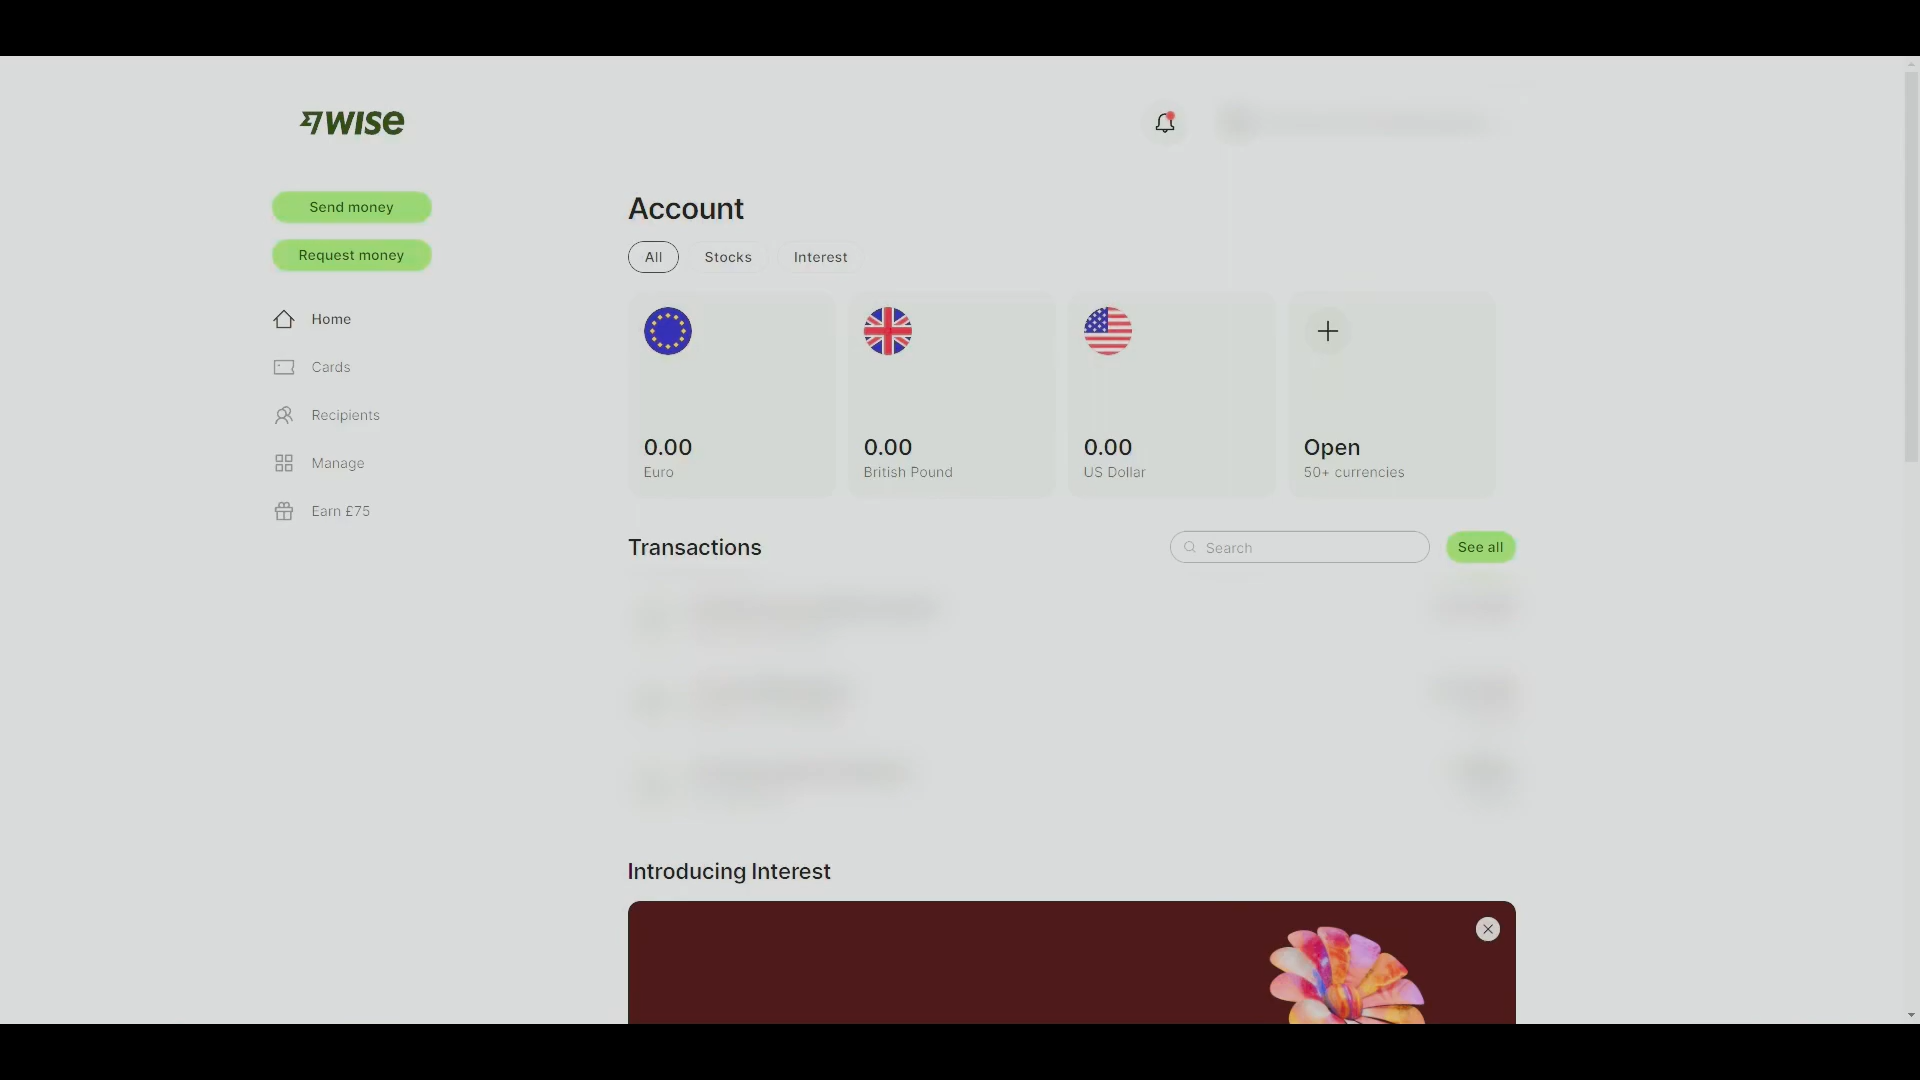 wise
Send money
Request money
Home
Cards
Recipients
Manage
Earn £75
Account
All
Stocks
Interest
0.00
Euro
0.00
British Pound
0.00
US Dollar
Open
50+ currencies
Transactions
Search
See all
Introducing Interest